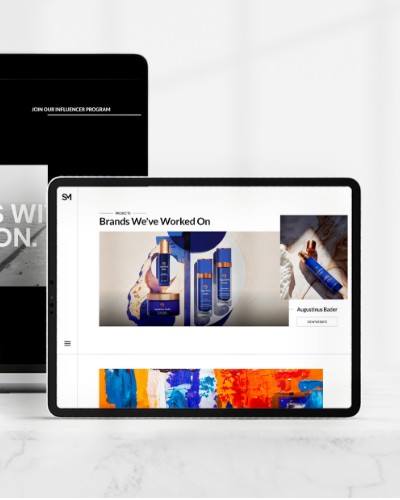 JOIN OUR INFLUENCER PROGRAM
S WI
ON.
SM
PROJECTS
Brands We've Worked On
Augustinus Bader
VIEW WEBSITE